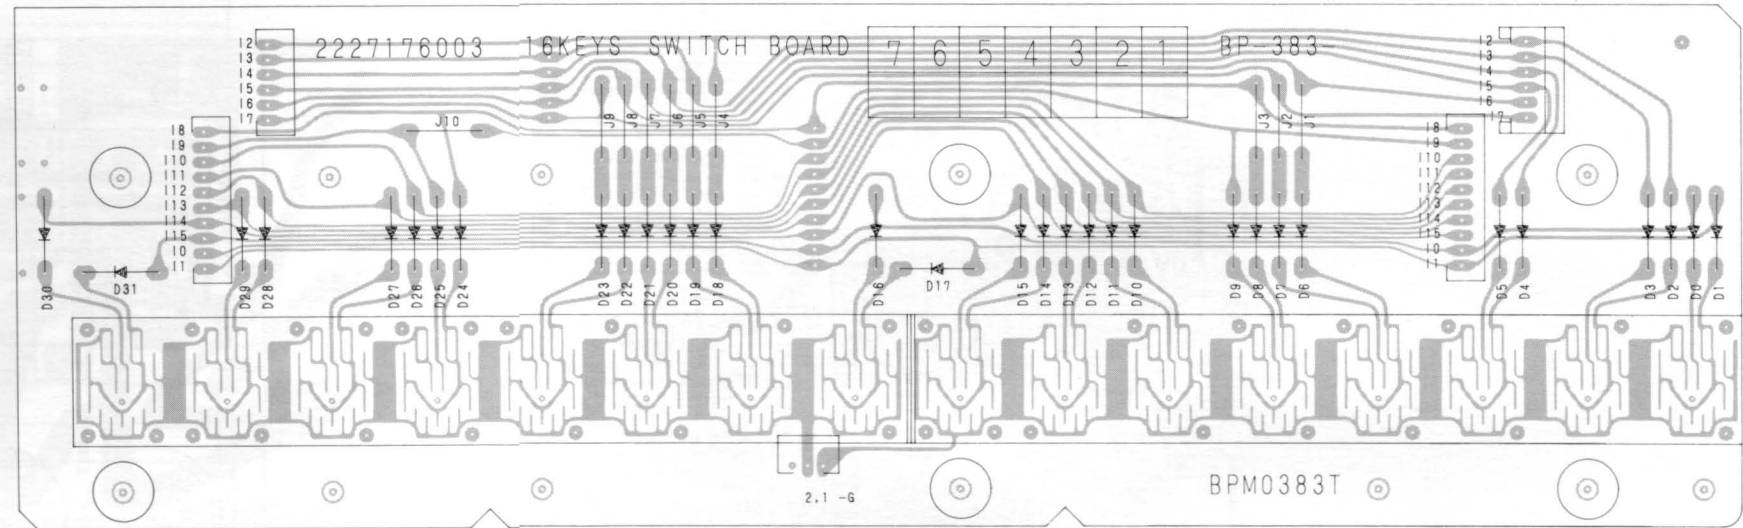 2227176003 16KEYS SWITCH BOARD 7 6 5 4 3 2 1 BP-383-
I2
I3
I4
I5
I6
I7
I8
I9
I10
I11
I12
I13
I14
I15
I0
I1
J10
J9 J8 J7 J6 J5 J4
J3 J2 J1
I2
I3
I4
I5
I6
I7
I8
I9
I10
I11
I12
I13
I14
I15
I0
I1
D30 D31 D29 D28 D27 D26 D25 D24 D23 D22 D21 D20 D19 D18 D16 D17 D15 D14 D13 D12 D11 D10 D9 D8 D7 D6 D5 D4 D3 D2 D0 D1
2.1 -G
BPM0383T